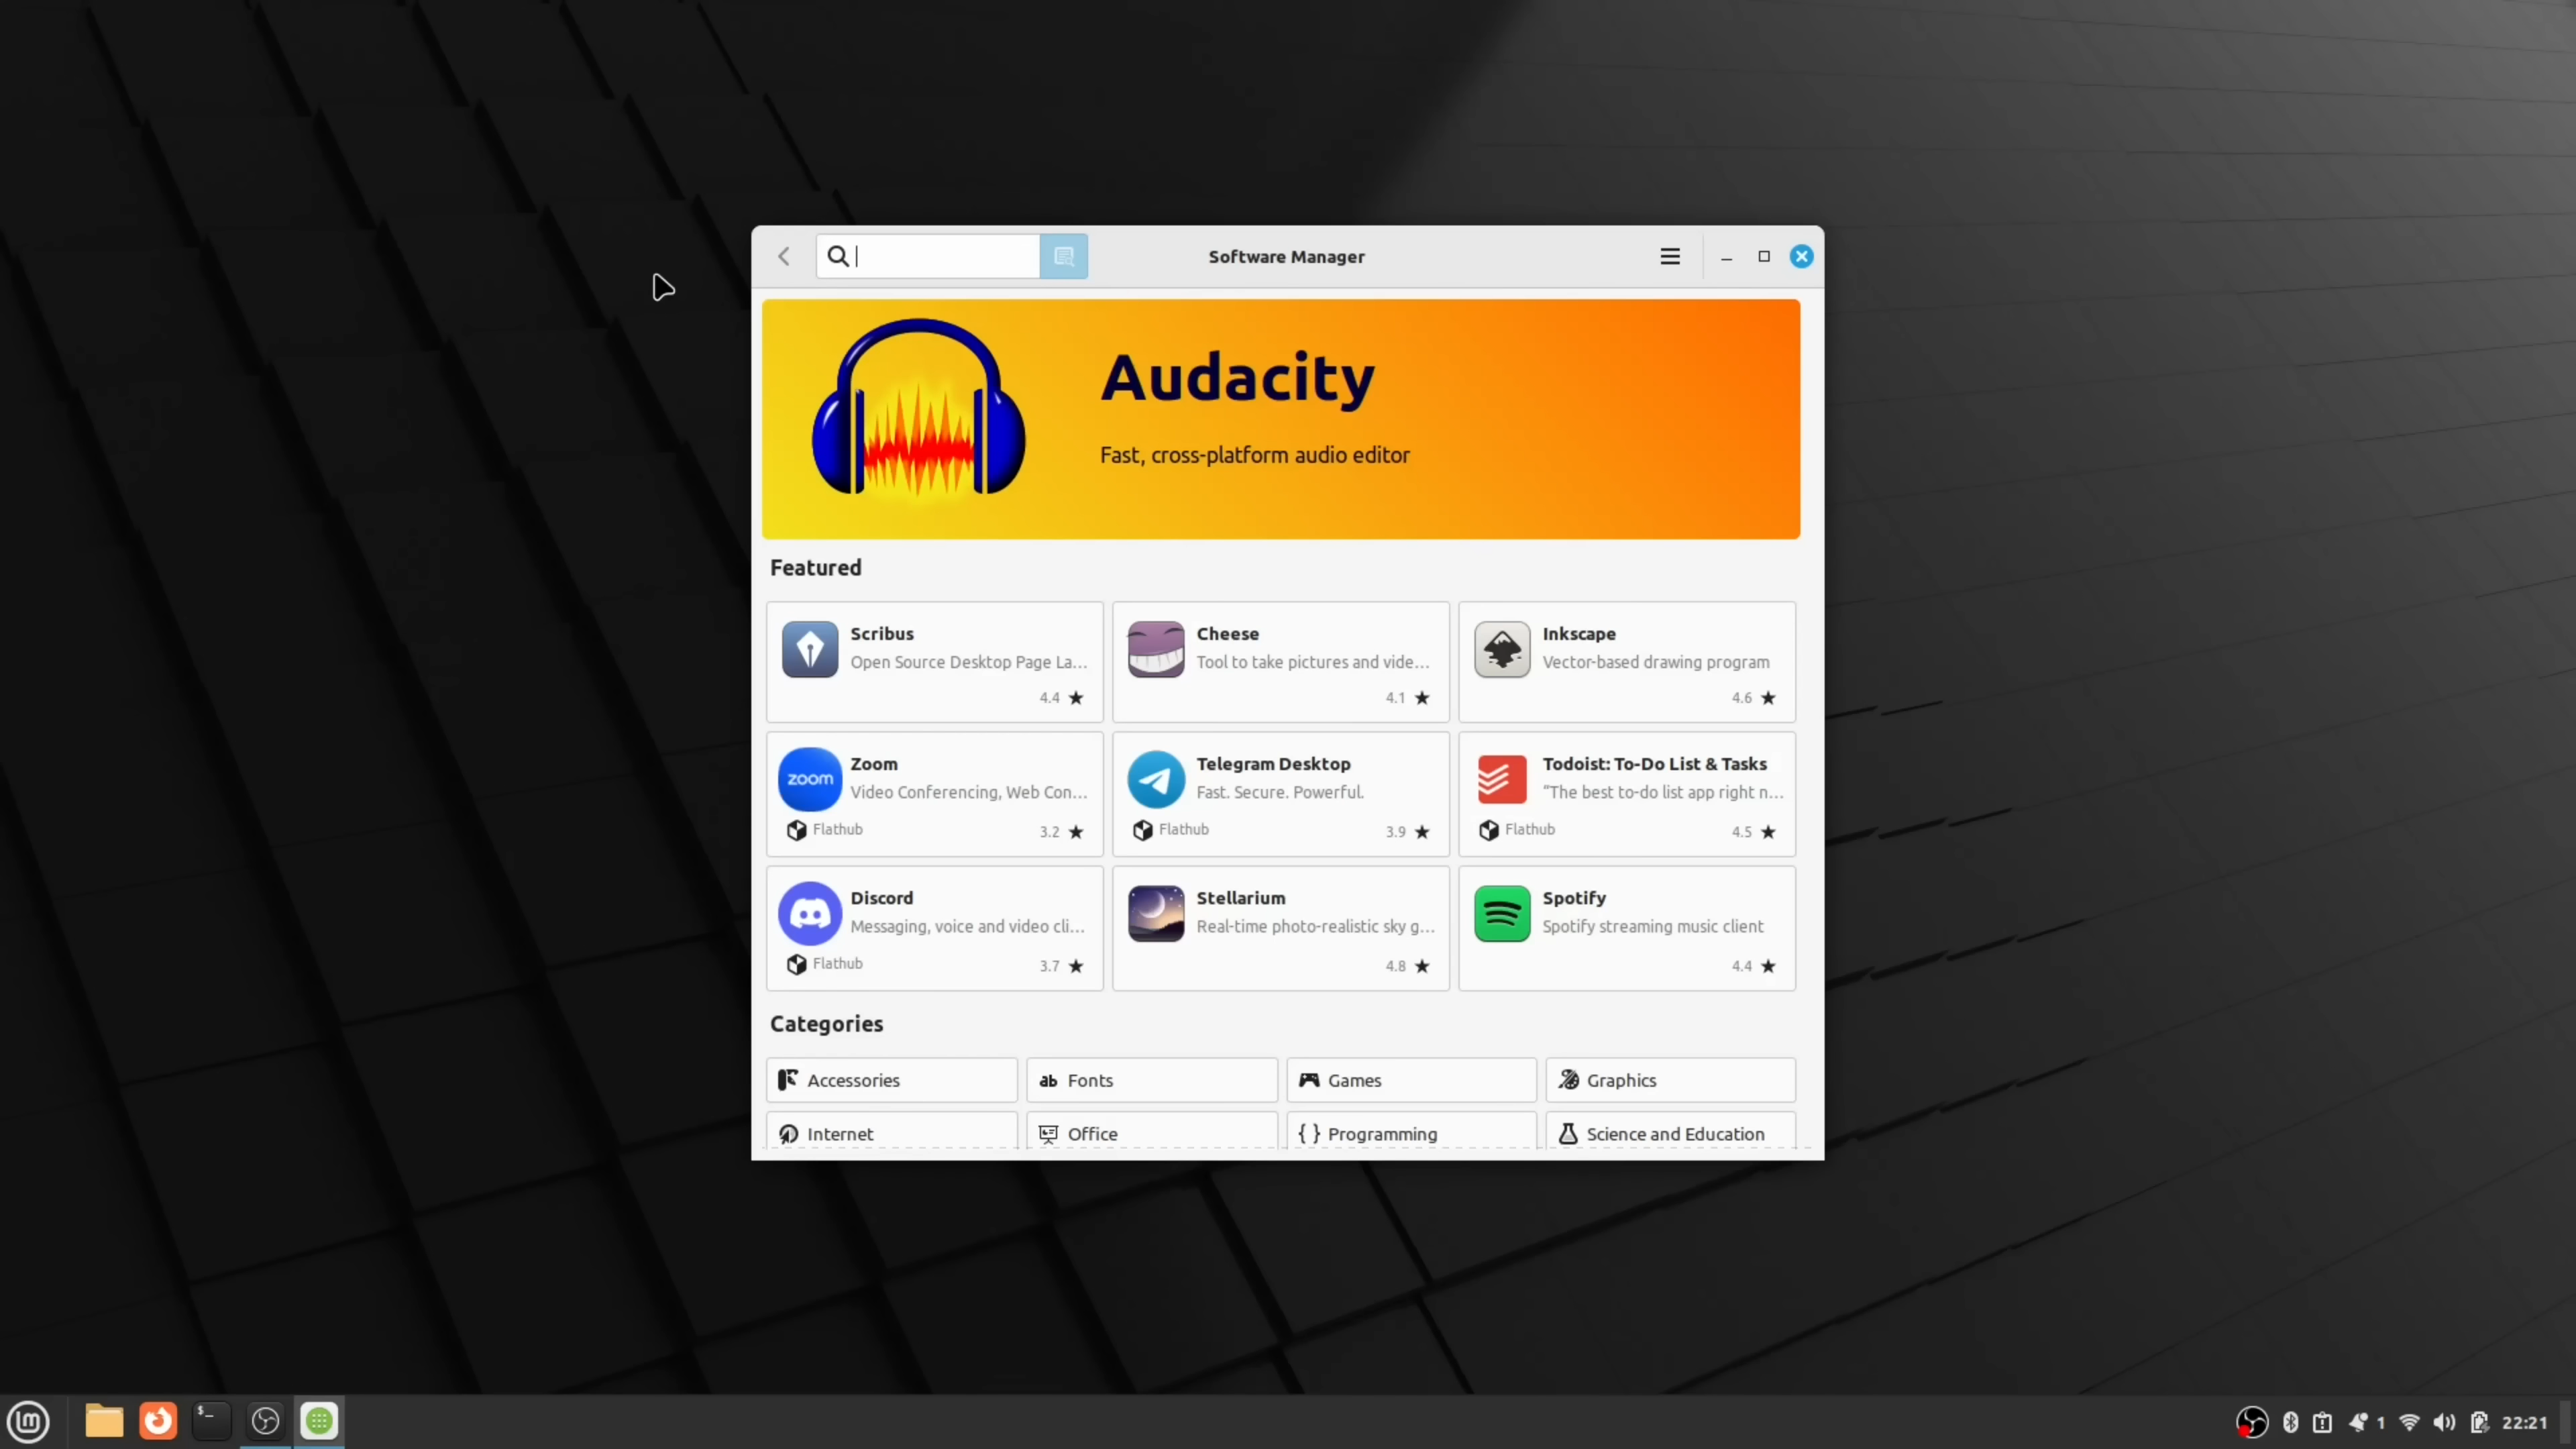 Software Manager
Audacity
Fast, cross-platform audio editor
Featured
Scribus
Open Source Desktop Page La...
4.4
Cheese
Tool to take pictures and vide...
4.1
Inkscape
Vector-based drawing program
4.6
zoom
Zoom
Video Conferencing, Web Con...
Flathub
3.2
Telegram Desktop
Fast. Secure. Powerful.
Flathub
3.9
Todoist: To-Do List & Tasks
“The best to-do list app right n...
Flathub
4.5
Discord
Messaging, voice and video cli...
Flathub
3.7
Stellarium
Real-time photo-realistic sky g...
4.8
Spotify
Spotify streaming music client
4.4
Categories
Accessories
ab Fonts
Games
Graphics
Internet
Office
{ } Programming
Science and Education
$_
1
22:21